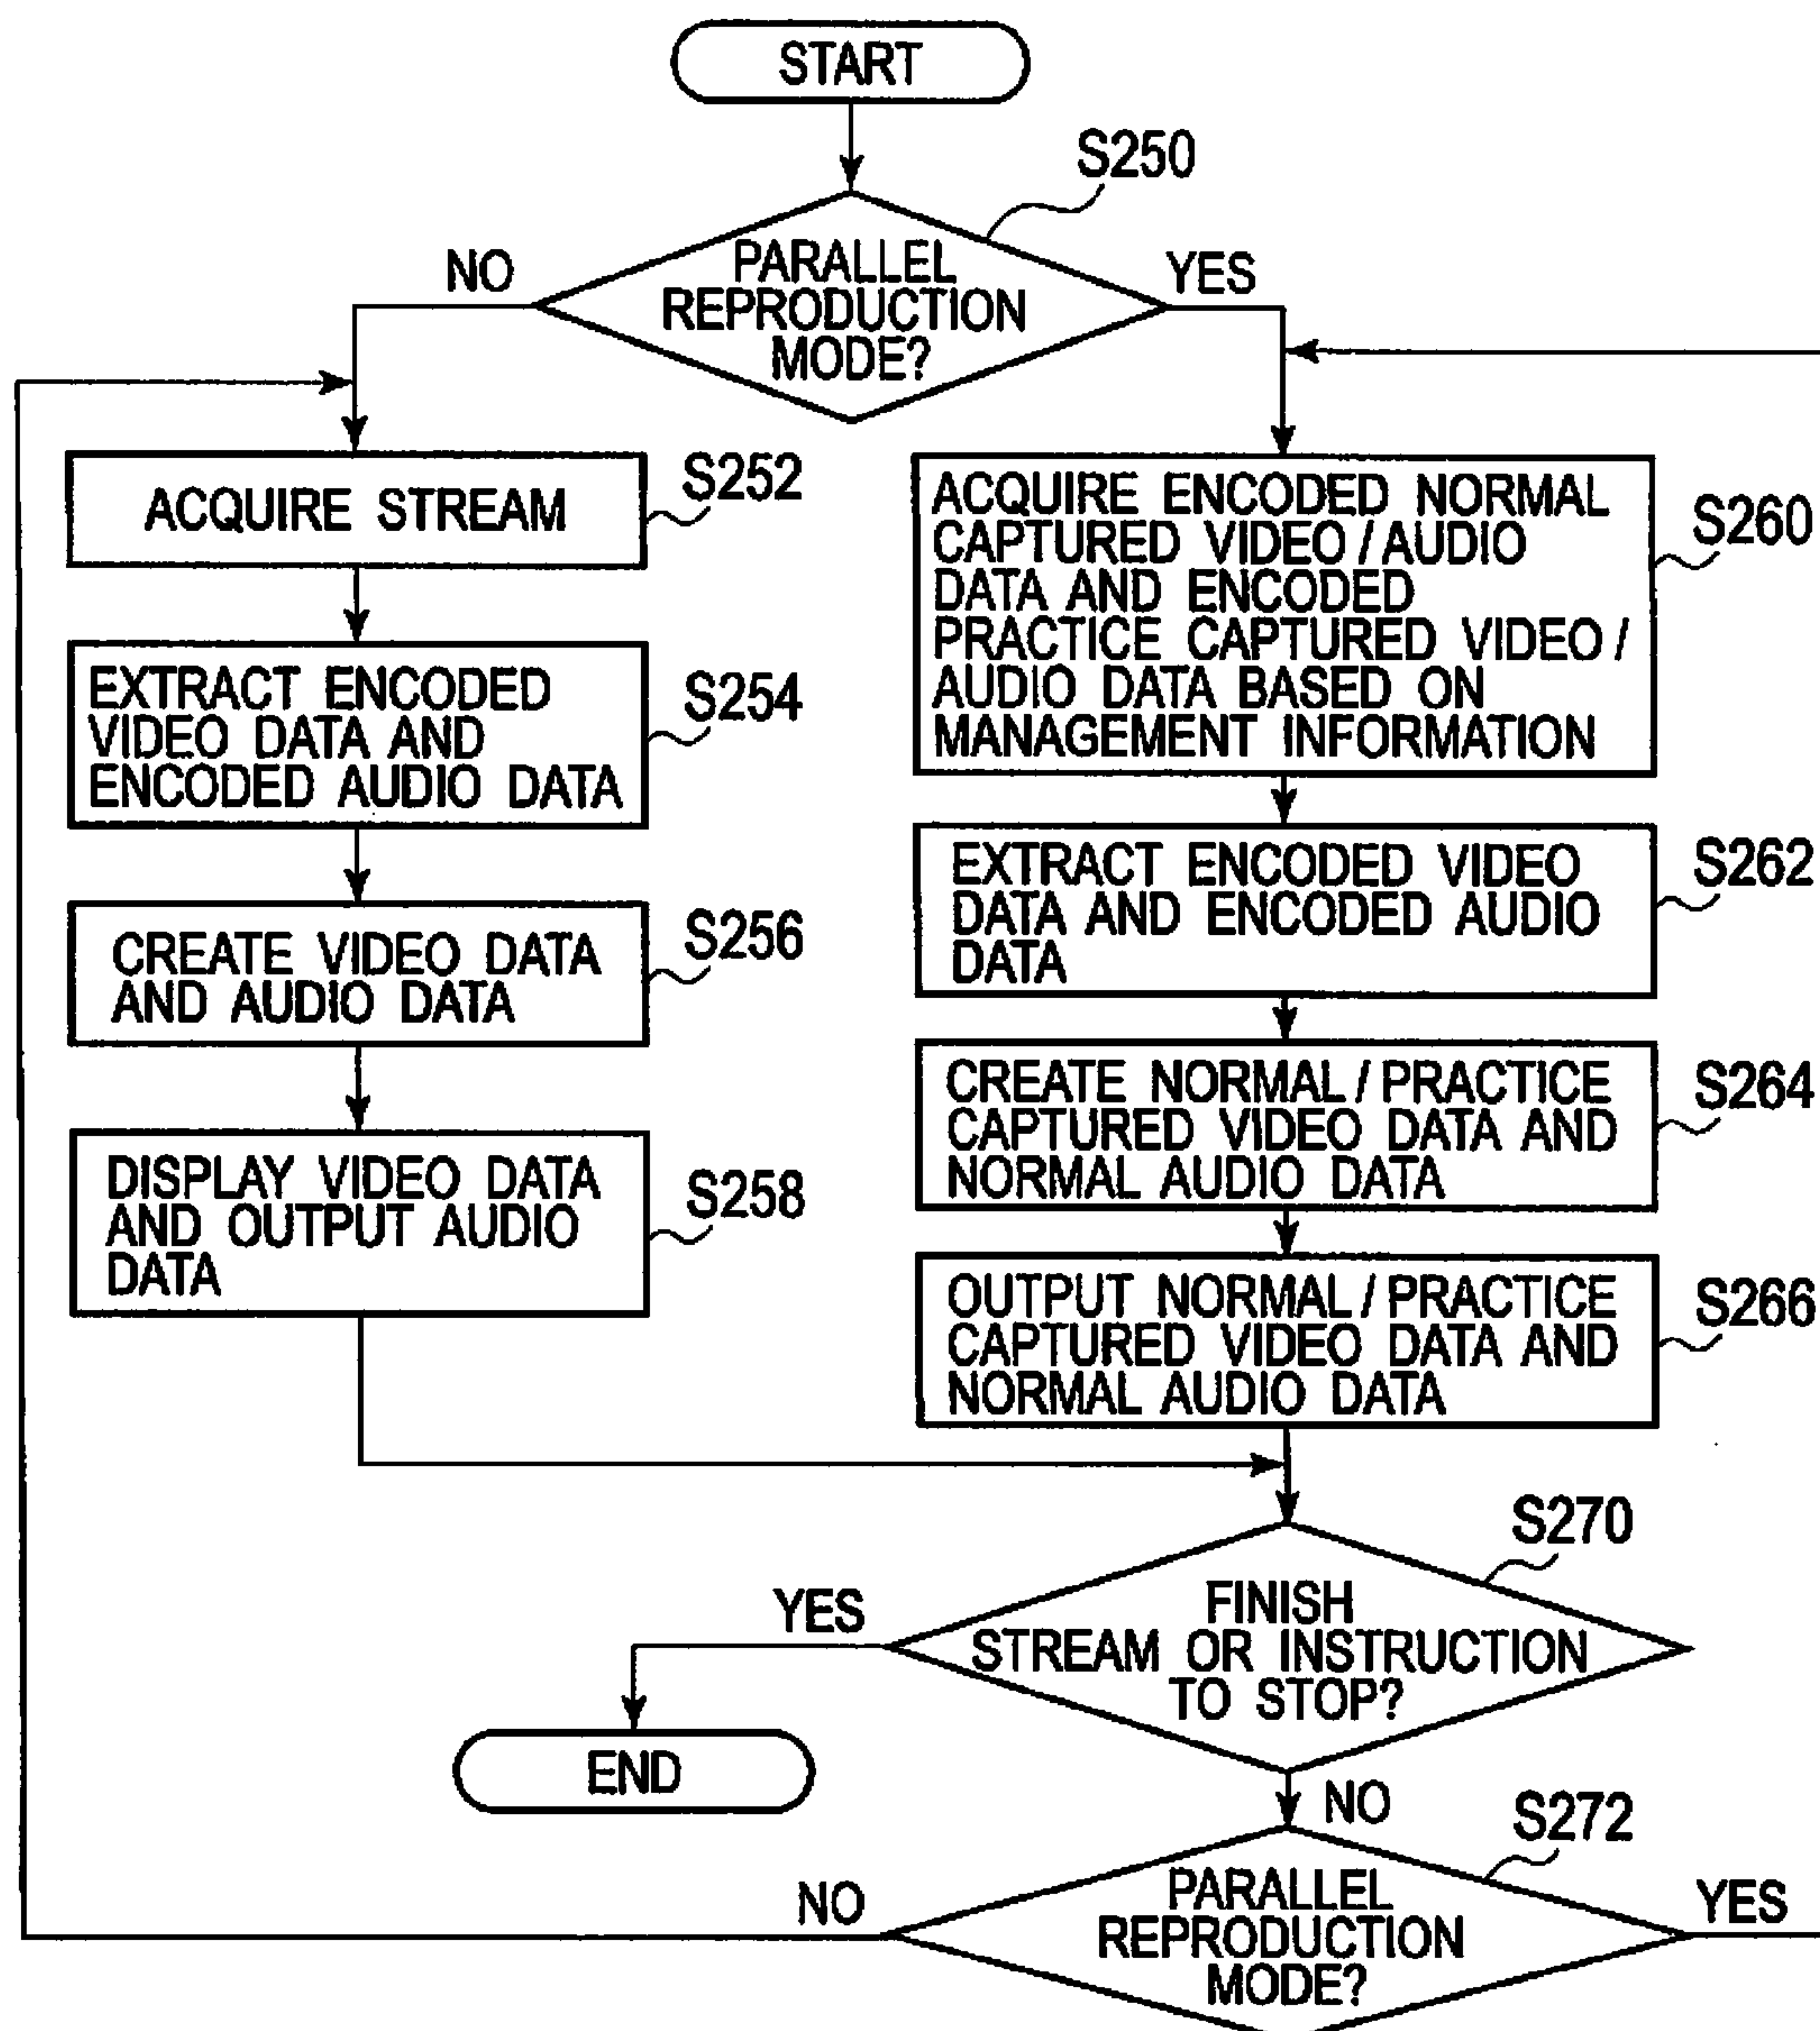 START
S250
PARALLEL
REPRODUCTION
MODE?
NO
YES
ACQUIRE STREAM
S252
EXTRACT ENCODED
VIDEO DATA AND
ENCODED AUDIO DATA
S254
CREATE VIDEO DATA
AND AUDIO DATA
S256
DISPLAY VIDEO DATA
AND OUTPUT AUDIO
DATA
S258
ACQUIRE ENCODED NORMAL
CAPTURED VIDEO / AUDIO
DATA AND ENCODED
PRACTICE CAPTURED VIDEO /
AUDIO DATA BASED ON
MANAGEMENT INFORMATION
S260
EXTRACT ENCODED VIDEO
DATA AND ENCODED AUDIO
DATA
S262
CREATE NORMAL / PRACTICE
CAPTURED VIDEO DATA AND
NORMAL AUDIO DATA
S264
OUTPUT NORMAL / PRACTICE
CAPTURED VIDEO DATA AND
NORMAL AUDIO DATA
S266
S270
FINISH
STREAM OR INSTRUCTION
TO STOP?
YES
END
NO
S272
PARALLEL
REPRODUCTION
MODE?
NO
YES